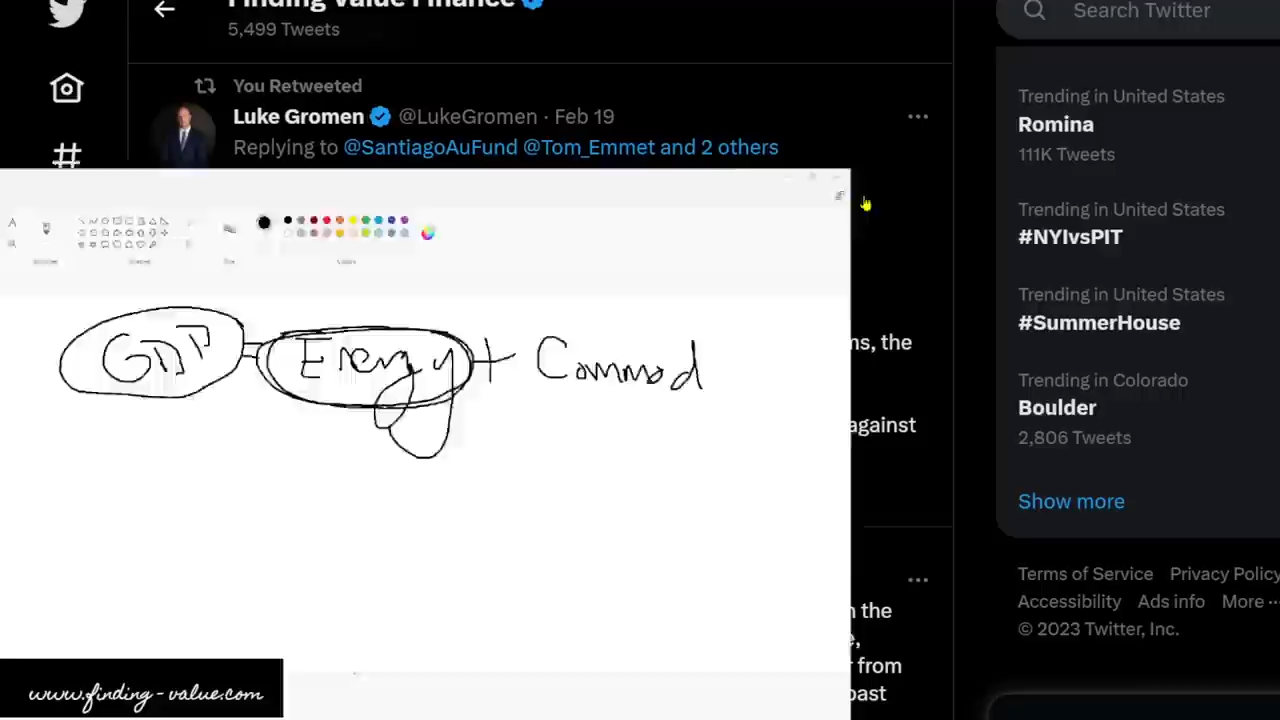 Finding Value Finance
5,499 Tweets
Search Twitter
You Retweeted
Luke Gromen @LukeGromen · Feb 19
Replying to @SantiagoAuFund @Tom_Emmet and 2 others
ms, the
against
GDP = Energy + Commod
n the
e,
r from
past
Trending in United States
Romina
111K Tweets
Trending in United States
#NYIvsPIT
Trending in United States
#SummerHouse
Trending in Colorado
Boulder
2,806 Tweets
Show more
Terms of Service Privacy Policy
Accessibility Ads info More ···
© 2023 Twitter, Inc.
www.finding-value.com